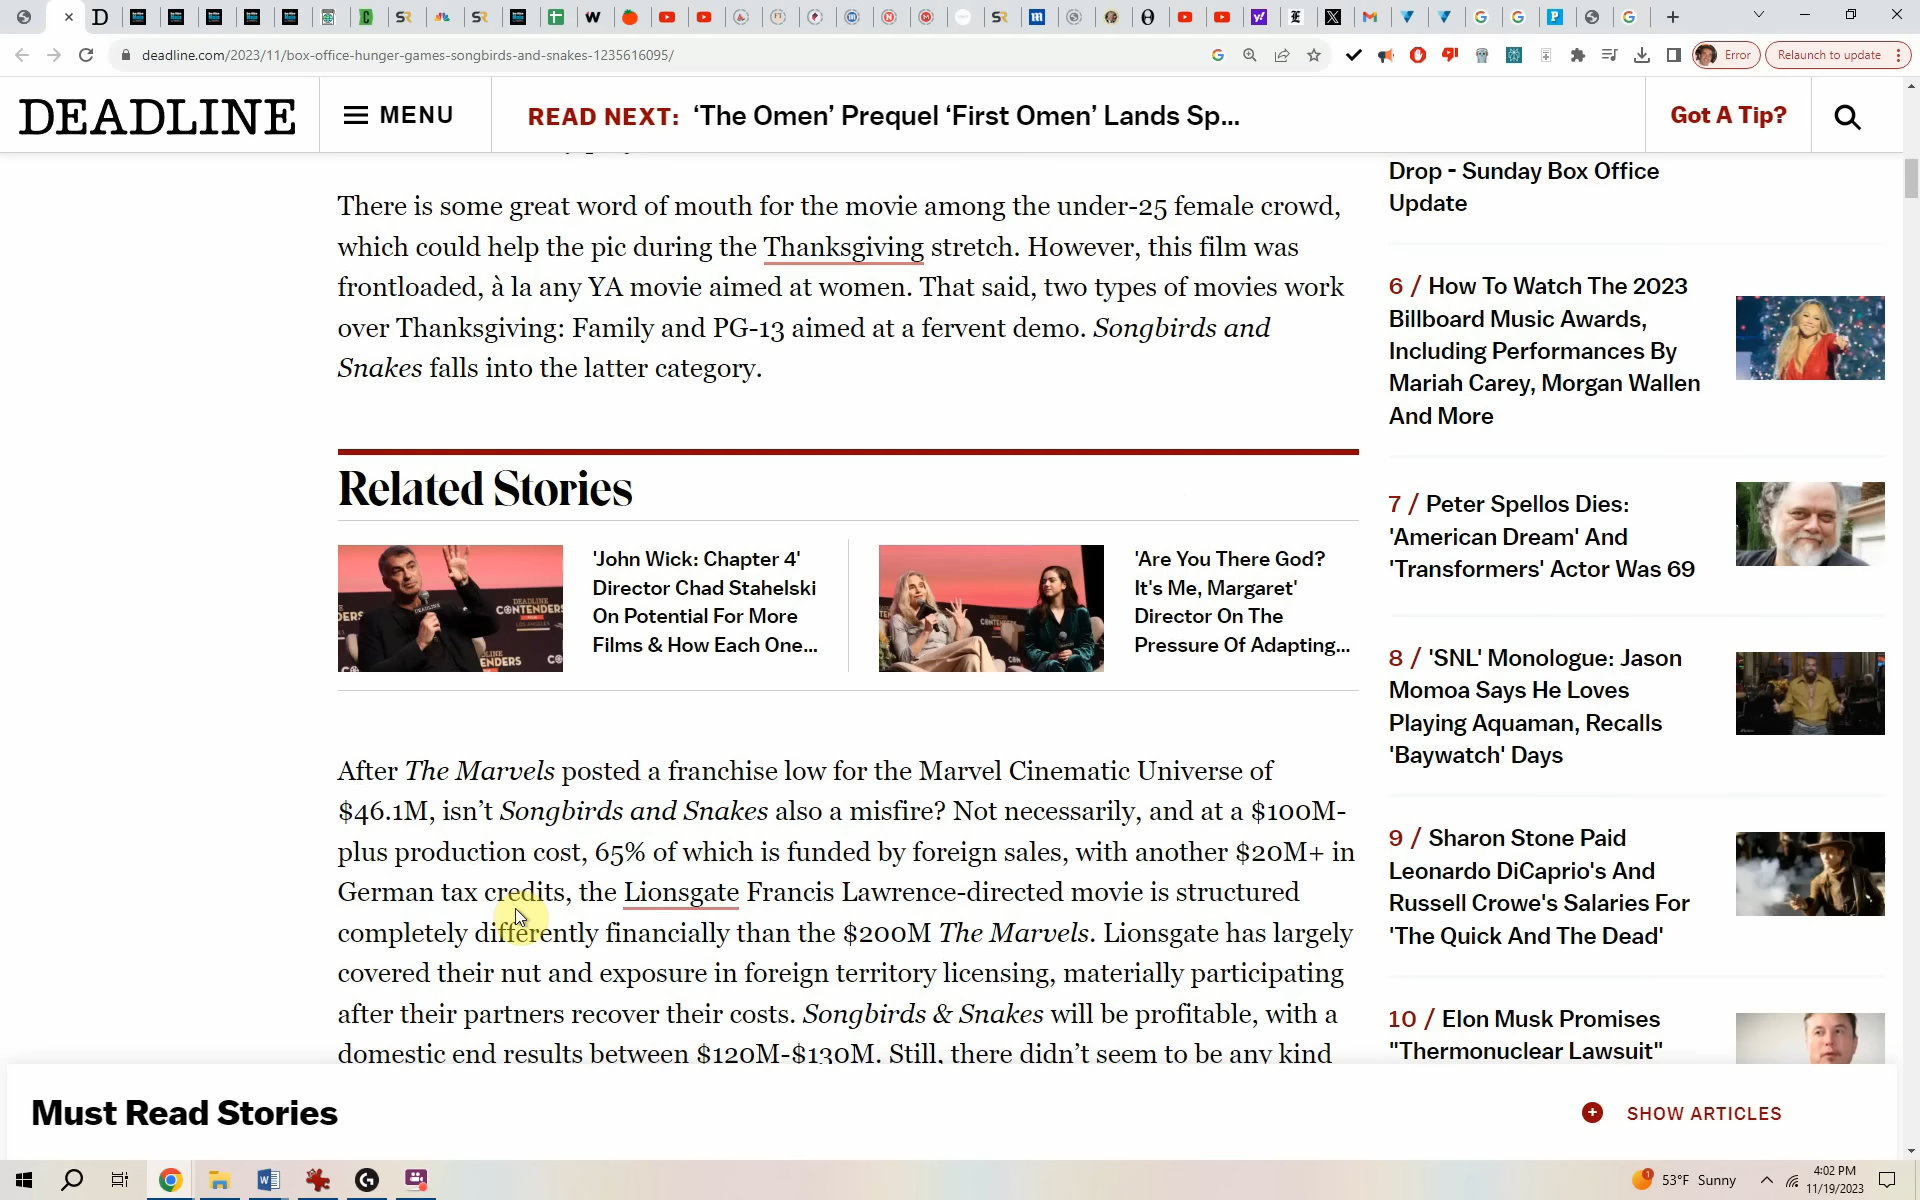 deadline.com/2023/11/box-office-hunger-games-songbirds-and-snakes-1235616095/
Error
Relaunch to update
DEADLINE
MENU
READ NEXT: ‘The Omen’ Prequel ‘First Omen’ Lands Sp...
Got A Tip?
There is some great word of mouth for the movie among the under-25 female crowd,
which could help the pic during the Thanksgiving stretch. However, this film was
frontloaded, à la any YA movie aimed at women. That said, two types of movies work
over Thanksgiving: Family and PG-13 aimed at a fervent demo. Songbirds and
Snakes falls into the latter category.
Related Stories
'John Wick: Chapter 4'
Director Chad Stahelski
On Potential For More
Films & How Each One...
'Are You There God?
It's Me, Margaret'
Director On The
Pressure Of Adapting...
After The Marvels posted a franchise low for the Marvel Cinematic Universe of
$46.1M, isn’t Songbirds and Snakes also a misfire? Not necessarily, and at a $100M-
plus production cost, 65% of which is funded by foreign sales, with another $20M+ in
German tax credits, the Lionsgate Francis Lawrence-directed movie is structured
completely differently financially than the $200M The Marvels. Lionsgate has largely
covered their nut and exposure in foreign territory licensing, materially participating
after their partners recover their costs. Songbirds & Snakes will be profitable, with a
domestic end results between $120M-$130M. Still, there didn’t seem to be any kind
Drop - Sunday Box Office
Update
6 / How To Watch The 2023
Billboard Music Awards,
Including Performances By
Mariah Carey, Morgan Wallen
And More
7 / Peter Spellos Dies:
'American Dream' And
'Transformers' Actor Was 69
8 / 'SNL' Monologue: Jason
Momoa Says He Loves
Playing Aquaman, Recalls
'Baywatch' Days
9 / Sharon Stone Paid
Leonardo DiCaprio's And
Russell Crowe's Salaries For
'The Quick And The Dead'
10 / Elon Musk Promises
"Thermonuclear Lawsuit"
Must Read Stories
SHOW ARTICLES
53°F Sunny
4:02 PM
11/19/2023